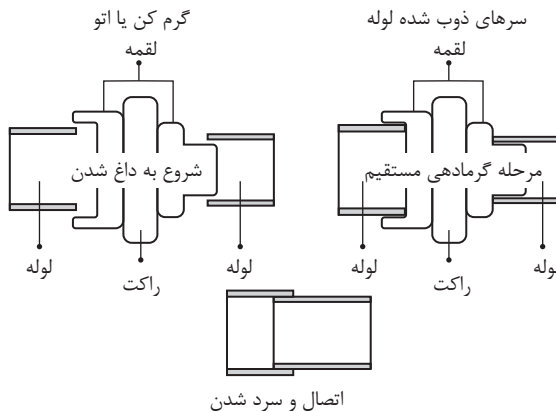 سرهای ذوب شده لوله
لقمه
مرحله گرمادهی مستقیم
لوله
راکت
لوله
گرم کن یا اتو
لقمه
شروع به داغ شدن
لوله
راکت
لوله
اتصال و سرد شدن